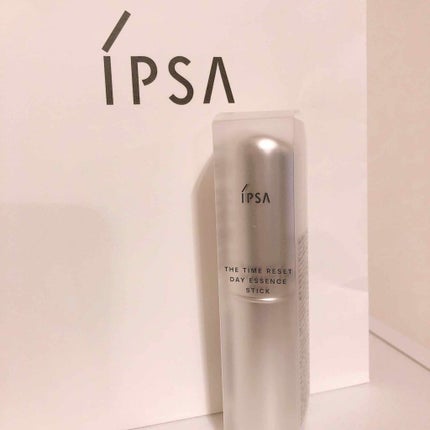 ÍPSA
ÍPSA
THE TIME RESET
DAY ESSENCE
STICK